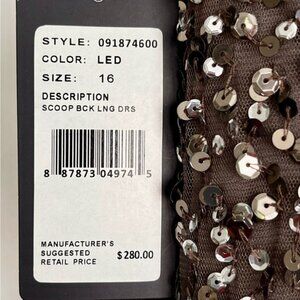 STYLE: 091874600
COLOR: LED
SIZE: 16
DESCRIPTION
SCOOP BCK LNG DRS
8 87873 04974 5
MANUFACTURER'S
SUGGESTED
RETAIL PRICE
$280.00